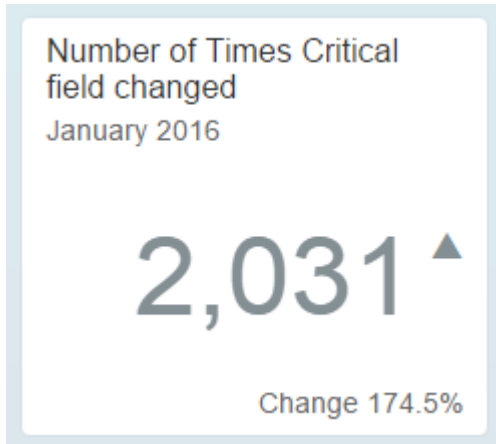 Number of Times Critical
field changed
January 2016
2,031
Change 174.5%